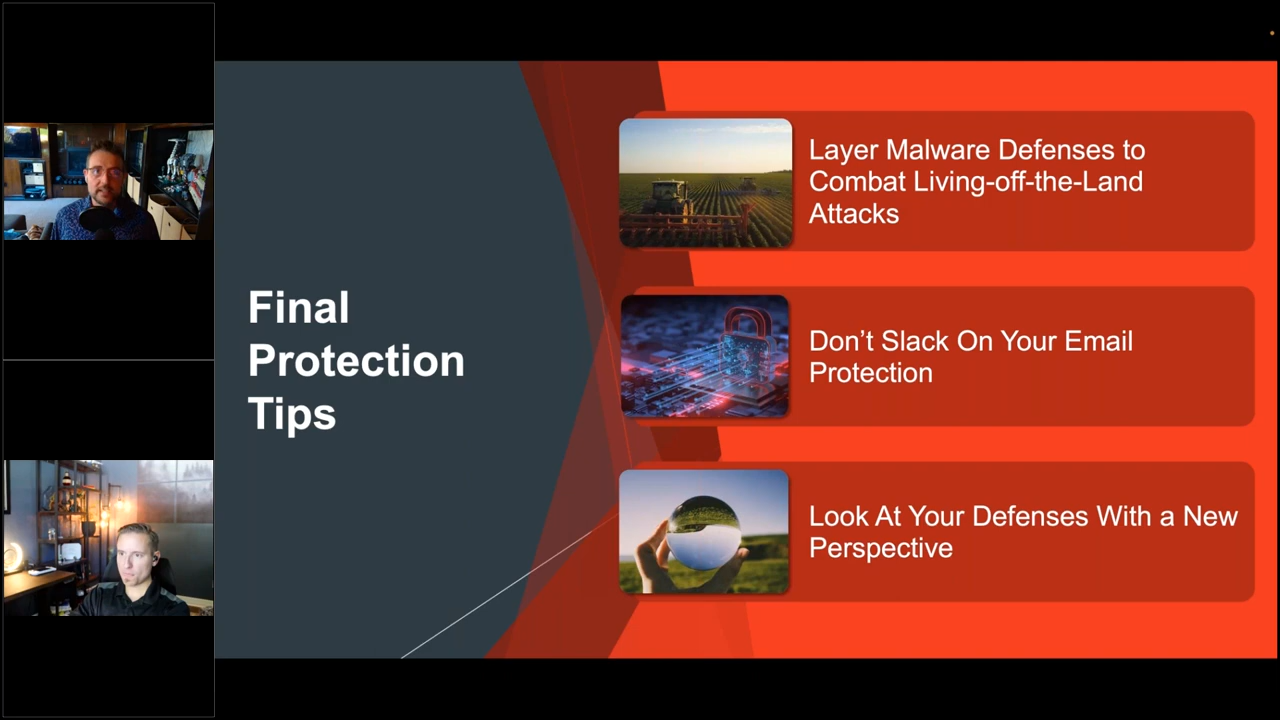 Final
Protection
Tips
Layer Malware Defenses to
Combat Living-off-the-Land
Attacks
Don’t Slack On Your Email
Protection
Look At Your Defenses With a New
Perspective